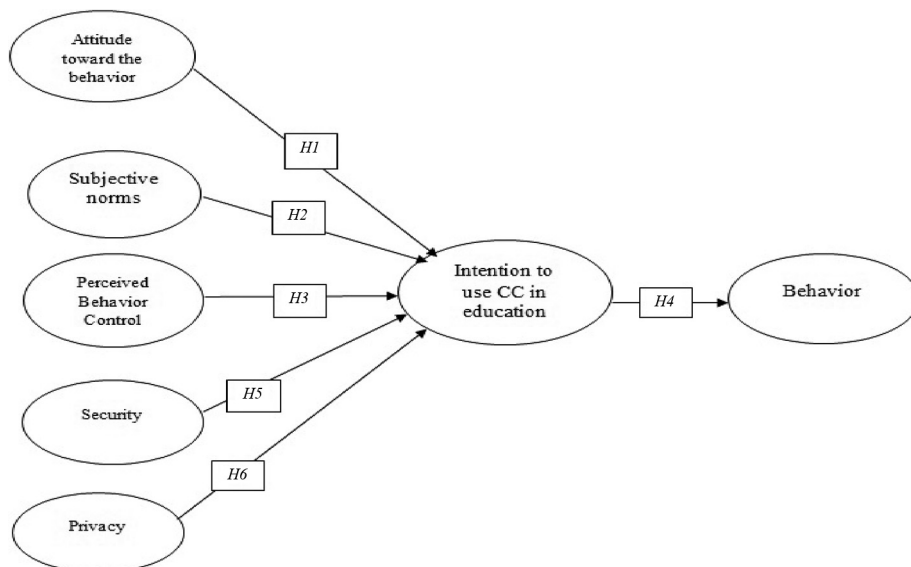 Attitude
toward the
behavior
H1
Subjective
norms
H2
Perceived
Behavior
Control
H3
Intention to
use CC in
education
H4
Behavior
Security
H5
H6
Privacy